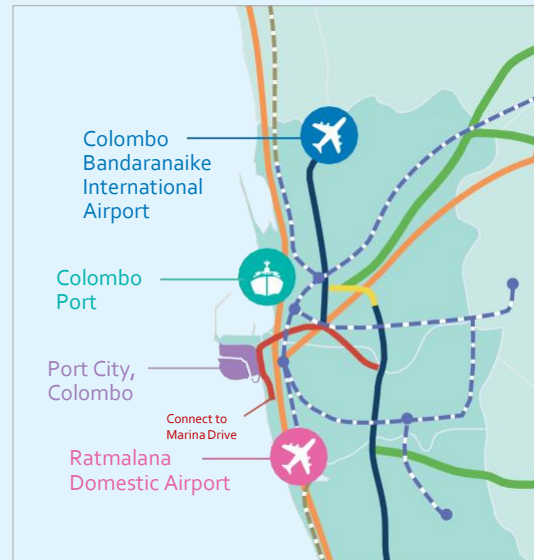 Colombo
Bandaranaike
International
Airport
Colombo
Port
Port City,
Colombo
Connect to
Marina Drive
Ratmalana
Domestic Airport